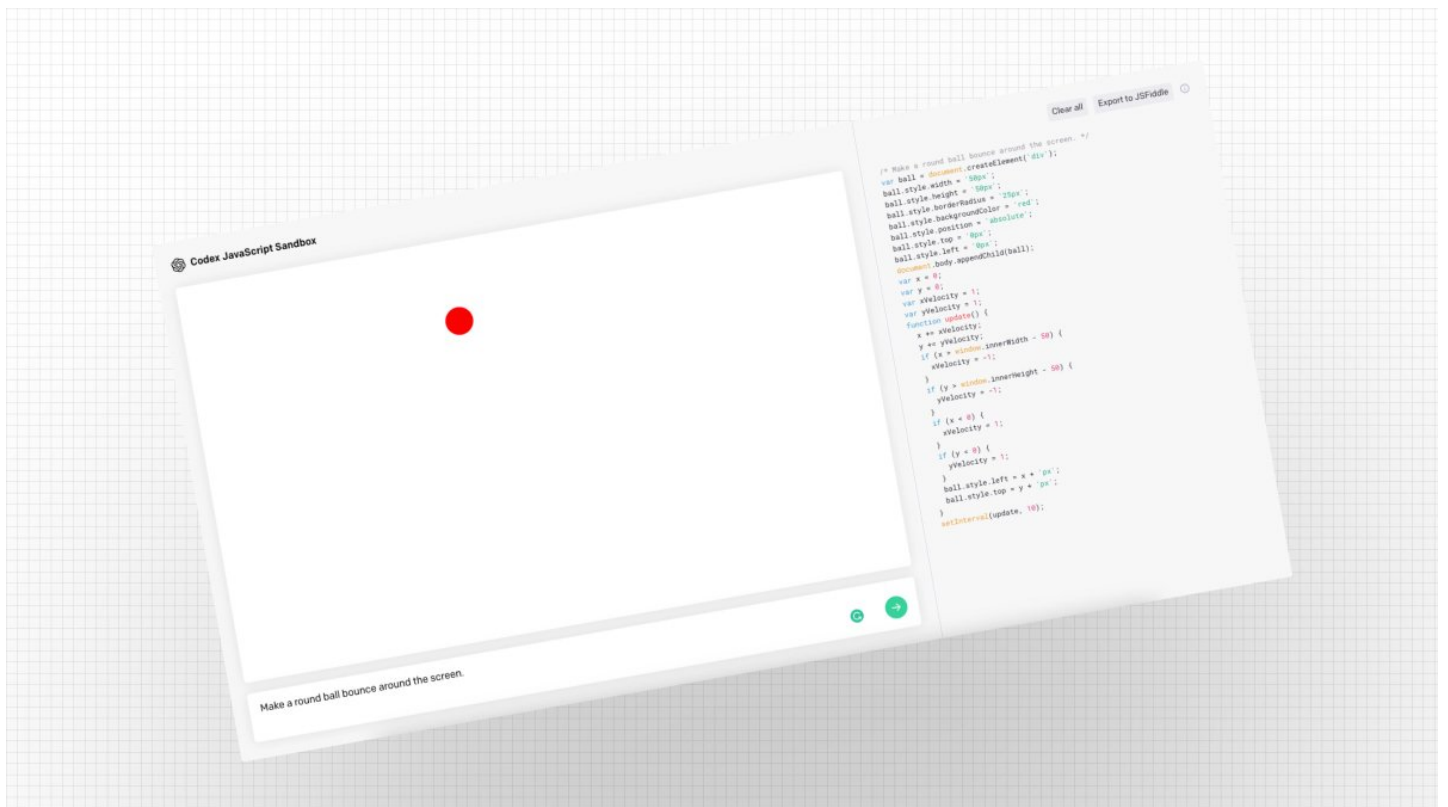 Codex JavaScript Sandbox
Make a round ball bounce around the screen.
Clear all
Export to JSFiddle
/* Make a round ball bounce around the screen. */
var ball = document.createElement('div');
ball.style.width = '50px';
ball.style.height = '50px';
ball.style.borderRadius = '25px';
ball.style.backgroundColor = 'red';
ball.style.position = 'absolute';
ball.style.top = '0px';
ball.style.left = '0px';
document.body.appendChild(ball);
var x = 0;
var y = 0;
var xVelocity = 1;
var yVelocity = 1;
function update() {
  x += xVelocity;
  y += yVelocity;
  if (x > window.innerWidth - 50) {
    xVelocity = -1;
  }
  if (y > window.innerHeight - 50) {
    yVelocity = -1;
  }
  if (x < 0) {
    xVelocity = 1;
  }
  if (y < 0) {
    yVelocity = 1;
  }
  ball.style.left = x + 'px';
  ball.style.top = y + 'px';
}
setInterval(update, 10);